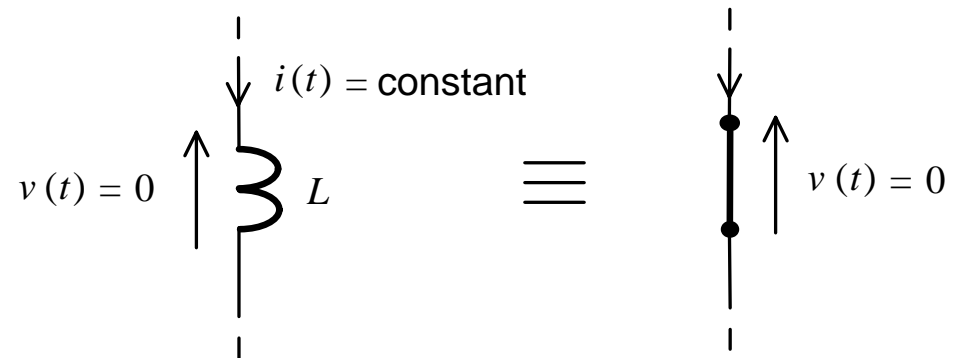 i(t) = constant
v(t) = 0
L
v(t) = 0